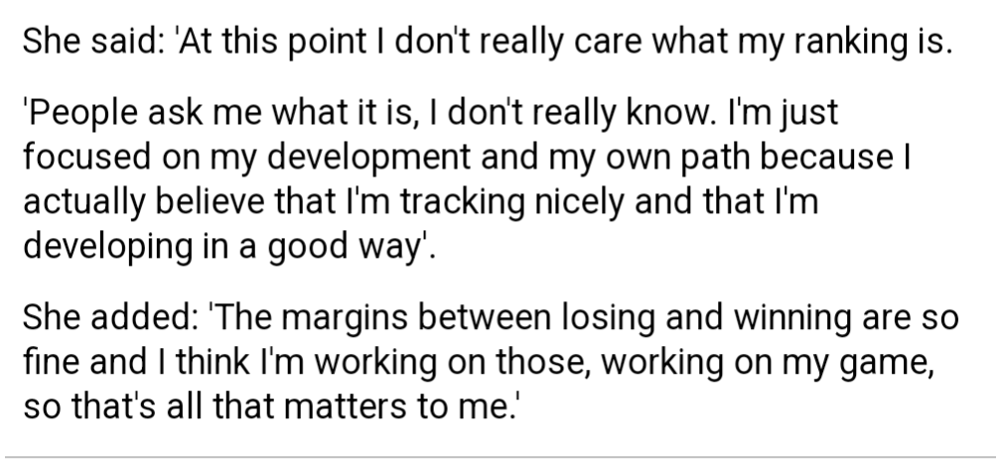 She said: 'At this point I don't really care what my ranking is.
'People ask me what it is, I don't really know. I'm just
focused on my development and my own path because I
actually believe that I'm tracking nicely and that I'm
developing in a good way'.
She added: 'The margins between losing and winning are so
fine and I think I'm working on those, working on my game,
so that's all that matters to me.'